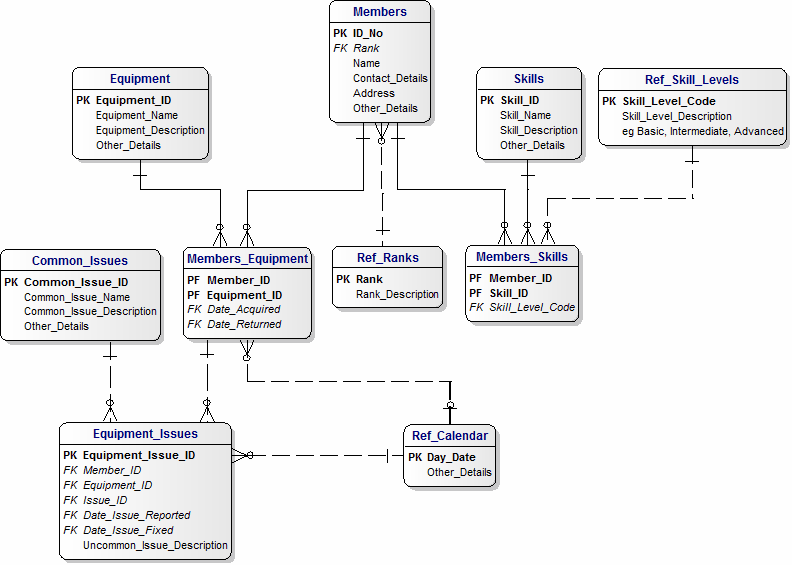 Members
PK ID_No
FK Rank
Name
Contact_Details
Address
Other_Details
Equipment
PK Equipment_ID
Equipment_Name
Equipment_Description
Other_Details
Skills
PK Skill_ID
Skill_Name
Skill_Description
Other_Details
Ref_Skill_Levels
PK Skill_Level_Code
Skill_Level_Description
eg Basic, Intermediate, Advanced
Common_Issues
PK Common_Issue_ID
Common_Issue_Name
Common_Issue_Description
Other_Details
Members_Equipment
PF Member_ID
PF Equipment_ID
FK Date_Acquired
FK Date_Returned
Ref_Ranks
PK Rank
Rank_Description
Members_Skills
PF Member_ID
PF Skill_ID
FK Skill_Level_Code
Equipment_Issues
PK Equipment_Issue_ID
FK Member_ID
FK Equipment_ID
FK Issue_ID
FK Date_Issue_Reported
FK Date_Issue_Fixed
Uncommon_Issue_Description
Ref_Calendar
PK Day_Date
Other_Details